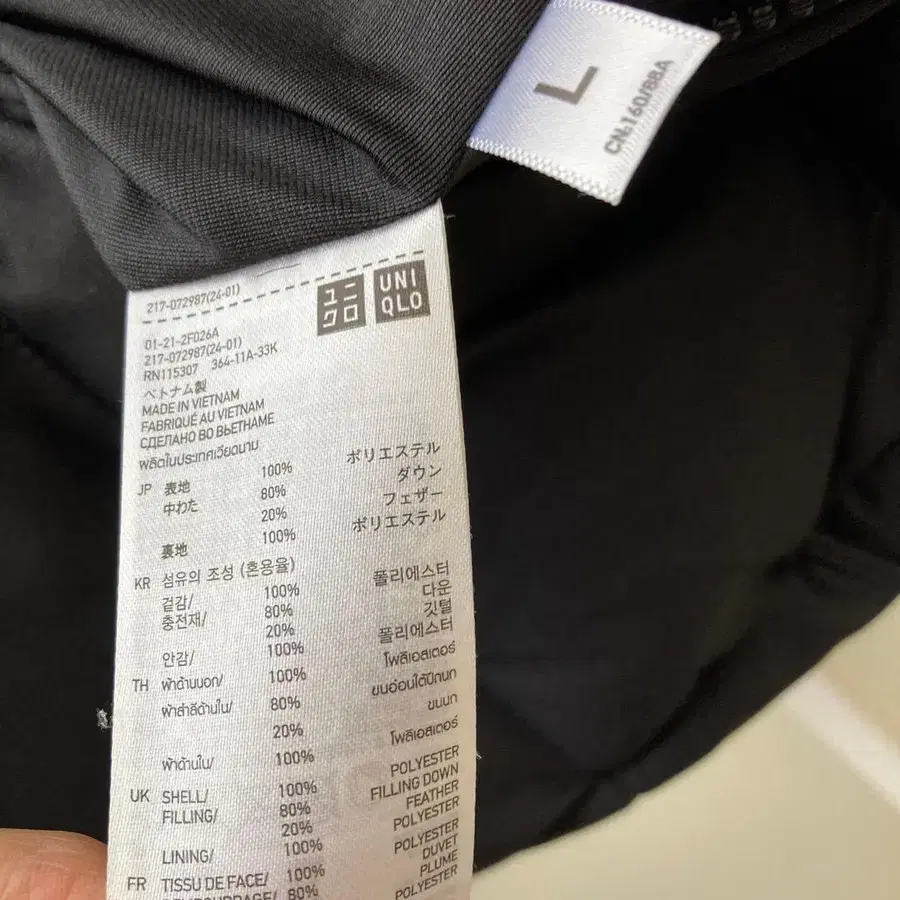 L
CN:160/88A
217-072987(24-01)
ユニ
クロ
UNI
QLO
01-21-2F026A
217-072987(24-01)
RN115307 364-11A-33K
ベトナム製
MADE IN VIETNAM
FABRIQUÉ AU VIETNAM
СДЕЛАНО ВО ВЬЕТНАМЕ
ผลิตในประเทศเวียดนาม
JP 表地 100% ポリエステル
中わた 80% ダウン
20% フェザー
裏地 100% ポリエステル
KR 섬유의 조성 (혼용율)
겉감/ 100% 폴리에스터
충전재/ 80% 다운
20% 깃털
안감/ 100% 폴리에스터
TH ผ้าด้านนอก/ 100% โพลีเอสเตอร์
ผ้าสำลีด้านใน/ 80% ขนอ่อนใต้ปีกนก
20% ขนนก
ผ้าด้านใน/ 100% โพลีเอสเตอร์
UK SHELL/ 100% POLYESTER
FILLING/ 80% FILLING DOWN
20% FEATHER
LINING/ 100% POLYESTER
FR TISSU DE FACE/ 100% POLYESTER
80% DUVET
PLUME
POLYESTER